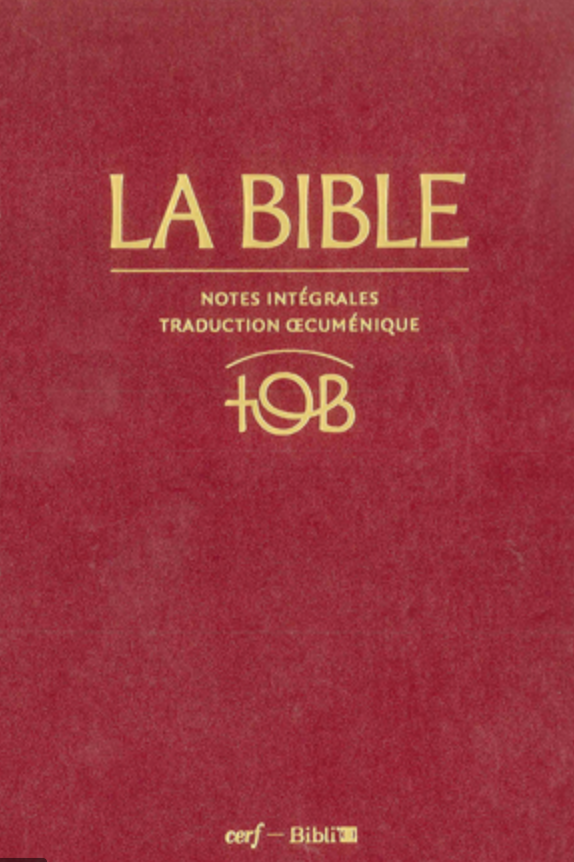 LA BIBLE
NOTES INTÉGRALES
TRADUCTION ŒCUMÉNIQUE
TOB
cerf — Bibli'O